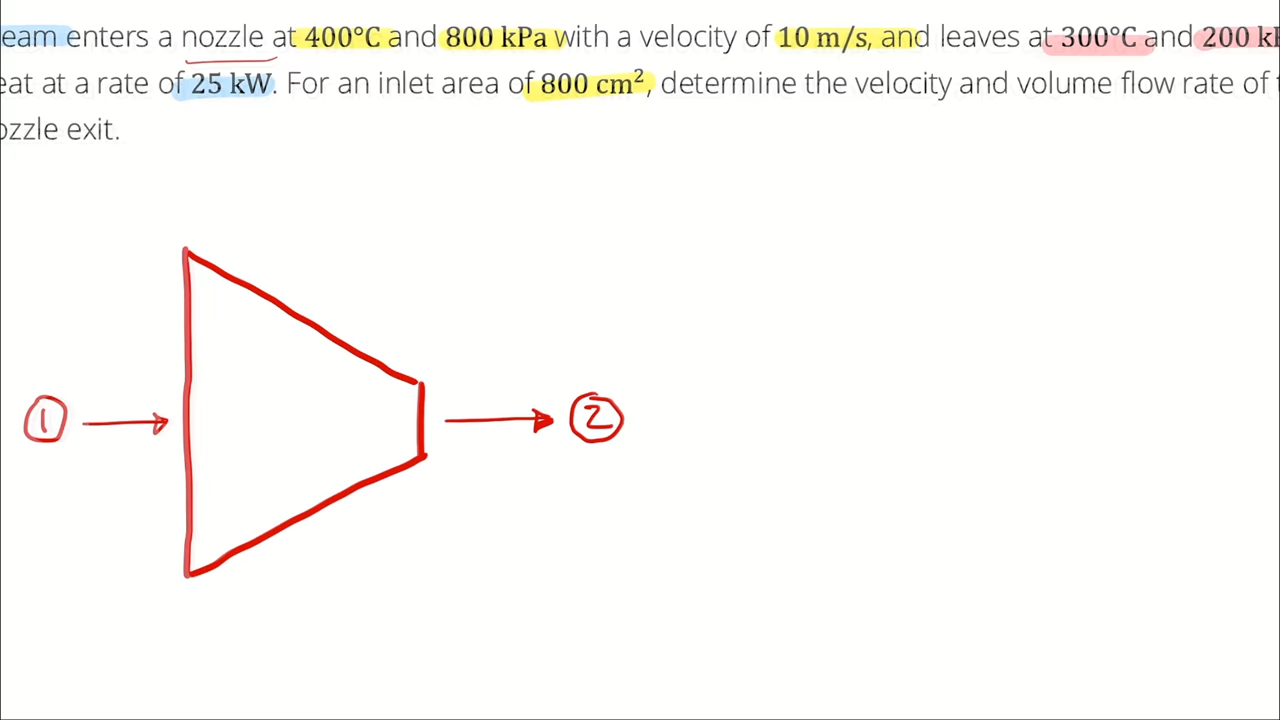 eam enters a nozzle at 400°C and 800 kPa with a velocity of 10 m/s, and leaves at 300°C and 200 k
eat at a rate of 25 kW. For an inlet area of 800 cm², determine the velocity and volume flow rate of
ozzle exit.
1
2